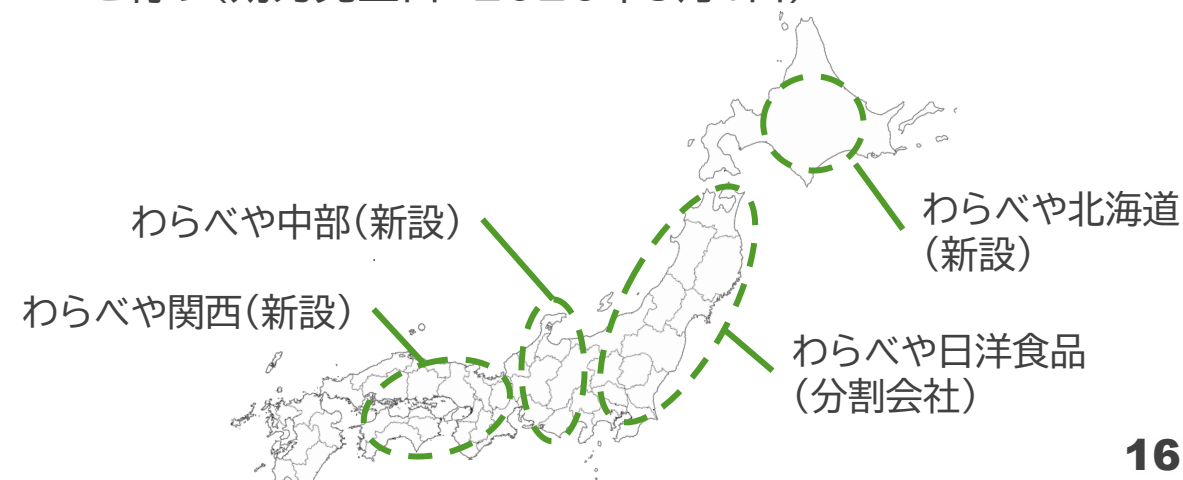 わらべや北海道
（新設）
わらべや中部（新設）
わらべや関西（新設）
わらべや日洋食品
（分割会社）
16